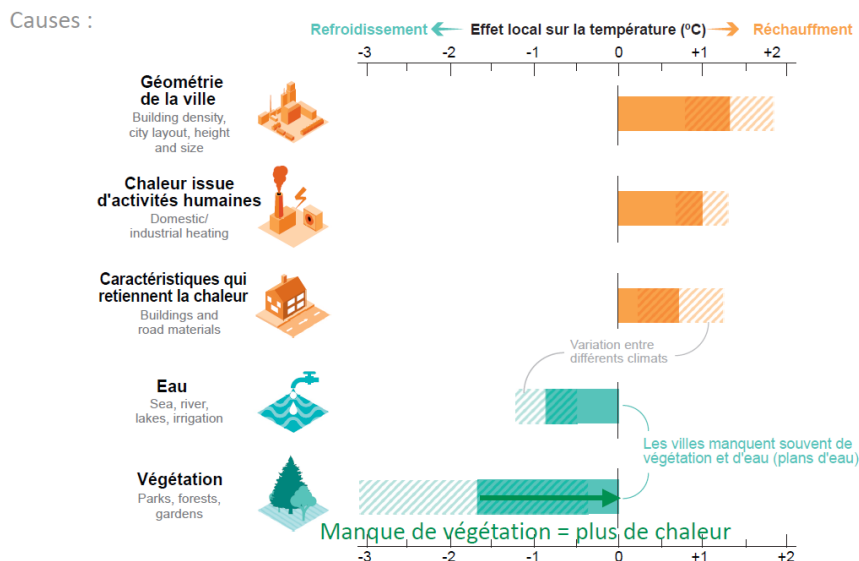 Causes :
Refroidissement Effet local sur la température (ºC) Réchauffment
-3 -2 -1 0 +1 +2
Géométrie
de la ville
Building density,
city layout, height
and size
Chaleur issue
d'activités humaines
Domestic/
industrial heating
Caractéristiques qui
retiennent la chaleur
Buildings and
road materials
Variation entre
différents climats
Eau
Sea, river,
lakes, irrigation
Les villes manquent souvent de
végétation et d'eau (plans d'eau)
Végétation
Parks, forests,
gardens
Manque de végétation = plus de chaleur
-3 -2 -1 0 +1 +2